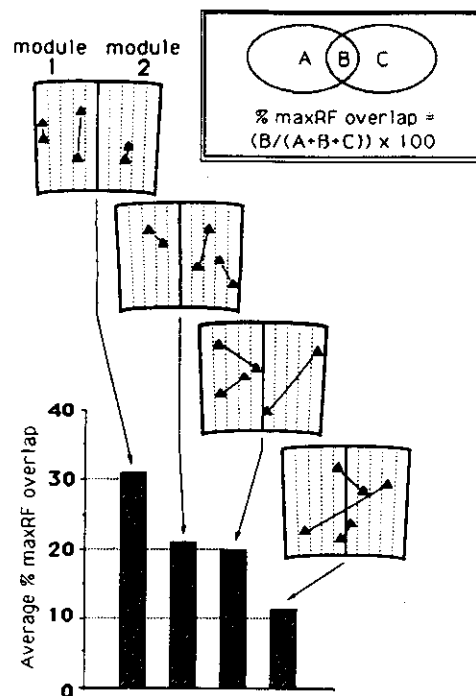 module module
1 2
A B C
% maxRF overlap =
(B/(A+B+C)) x 100
Average % maxRF overlap
40
30
20
10
0